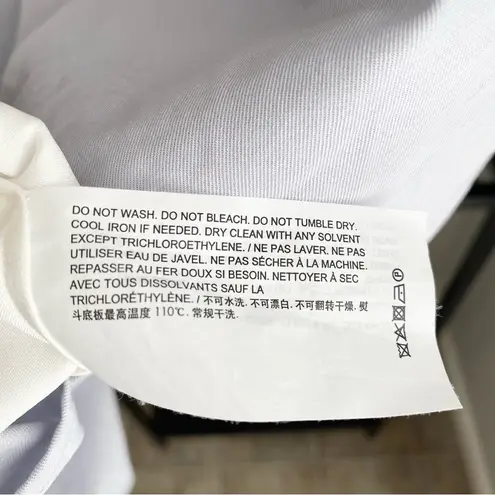 DO NOT WASH. DO NOT BLEACH. DO NOT TUMBLE DRY.
COOL IRON IF NEEDED. DRY CLEAN WITH ANY SOLVENT
EXCEPT TRICHLOROETHYLENE. / NE PAS LAVER. NE PAS
UTILISER EAU DE JAVEL. NE PAS SÉCHER À LA MACHINE.
REPASSER AU FER DOUX SI BESOIN. NETTOYER À SEC
AVEC TOUS DISSOLVANTS SAUF LA
TRICHLORÉTHYLÈNE. / 不可水洗. 不可漂白. 不可翻转干燥. 熨
斗底板最高温度 110℃. 常规干洗.